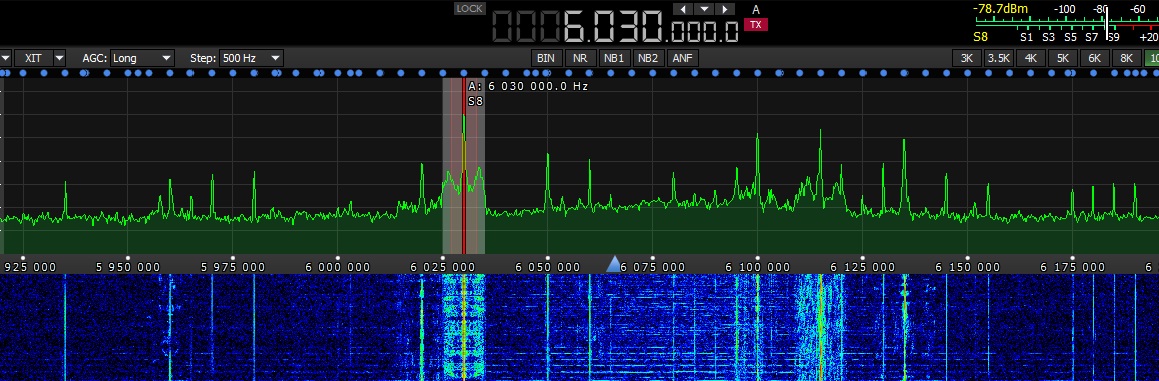 LOCK
0006.030.000.0
A
TX
-78.7dBm -100 -80 -60
S8 S1 S3 S5 S7 S9 +20
XIT AGC: Long Step: 500 Hz BIN NR NB1 NB2 ANF 3K 3.5K 4K 5K 6K 8K 10
A: 6 030 000.0 Hz
S8
925 000 5 950 000 5 975 000 6 000 000 6 025 000 6 050 000 6 075 000 6 100 000 6 125 000 6 150 000 6 175 000 6